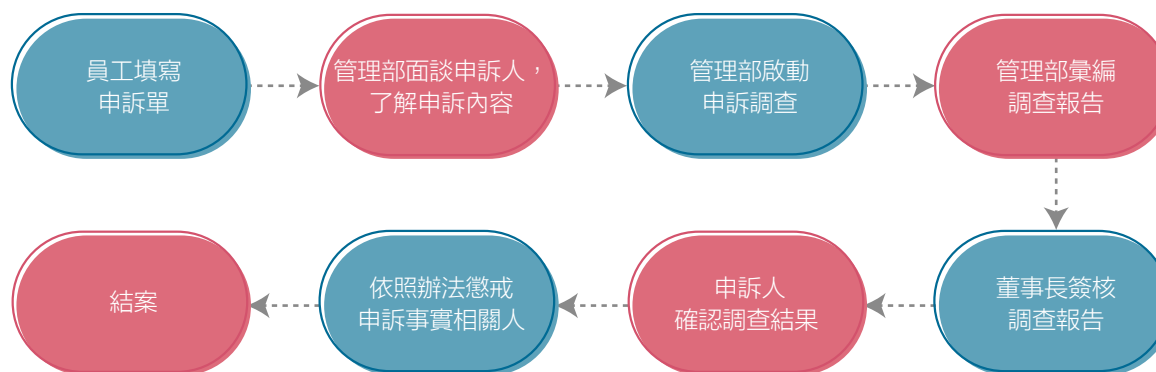 員工填寫
申訴單
管理部面談申訴人，
了解申訴內容
管理部啟動
申訴調查
管理部彙編
調查報告
董事長簽核
調查報告
申訴人
確認調查結果
依照辦法懲戒
申訴事實相關人
結案